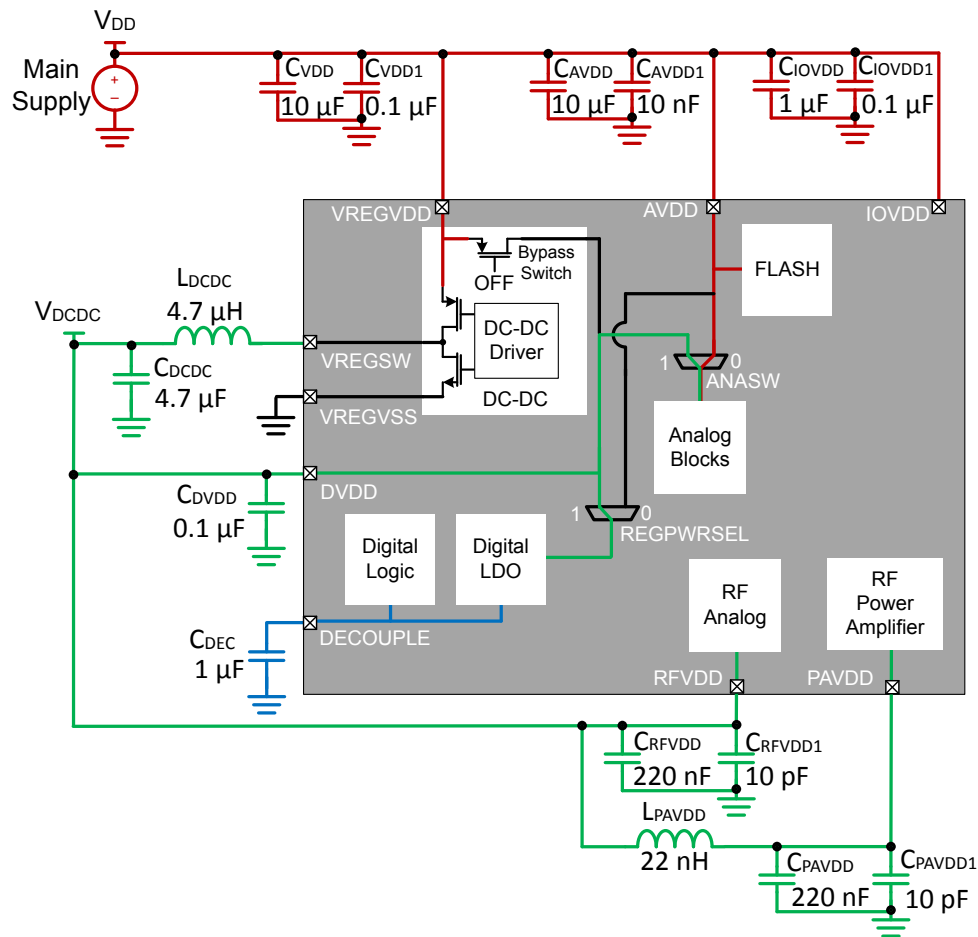 VDD
Main
Supply
+
−
CVDD
10 µF
CVDD1
0.1 µF
CAVDD
10 µF
CAVDD1
10 nF
CIOVDD
1 µF
CIOVDD1
0.1 µF
VREGVDD
AVDD
IOVDD
Bypass
Switch
OFF
FLASH
LDCDC
4.7 µH
VDCDC
DC-DC
Driver
VREGSW
CDCDC
4.7 µF
1
0
ANASW
DC-DC
VREGVSS
Analog
Blocks
DVDD
CDVDD
0.1 µF
1
0
REGPWRSEL
Digital
Logic
Digital
LDO
RF
Analog
RF
Power
Amplifier
DECOUPLE
CDEC
1 µF
RFVDD
PAVDD
CRFVDD
220 nF
CRFVDD1
10 pF
LPAVDD
22 nH
CPAVDD
220 nF
CPAVDD1
10 pF